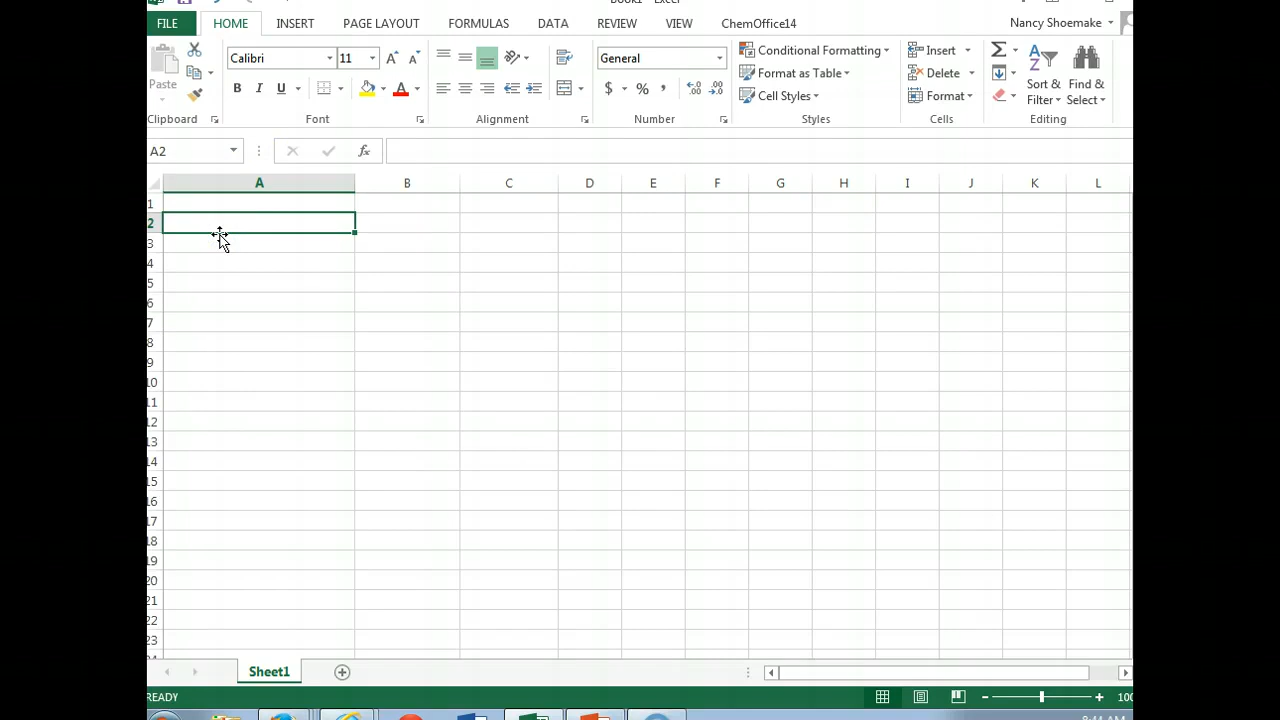 Book1 - Excel
FILE HOME INSERT PAGE LAYOUT FORMULAS DATA REVIEW VIEW ChemOffice14 Nancy Shoemake
Calibri 11 General Conditional Formatting Insert
Format as Table Delete
Paste B I U $ % , Sort & Find &
Cell Styles Format Filter Select
Clipboard Font Alignment Number Styles Cells Editing
A2 fx
A B C D E F G H I J K L
1
2
3
4
5
6
7
8
9
10
11
12
13
14
15
16
17
18
19
20
21
22
23
Sheet1
READY 100